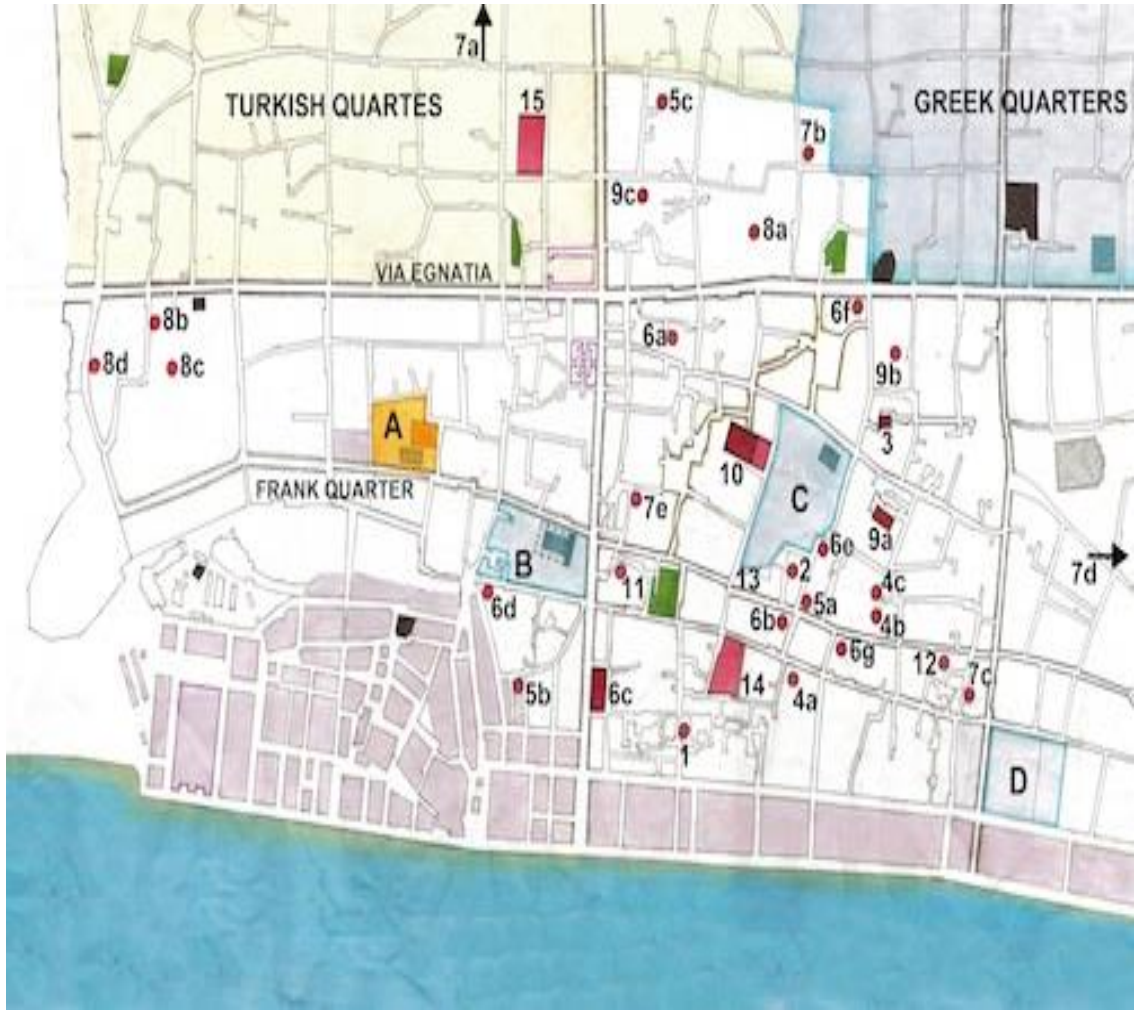 7a
TURKISH QUARTES
15
5c
GREEK QUARTERS
7b
9c
8a
VIA EGNATIA
6f
8b
6a
8d
8c
9b
A
3
10
C
FRANK QUARTER
7e
9a
6e
B
7d
13
2
11
4c
6d
5a
6b
4b
6g
12
7c
5b
6c
14
4a
1
D